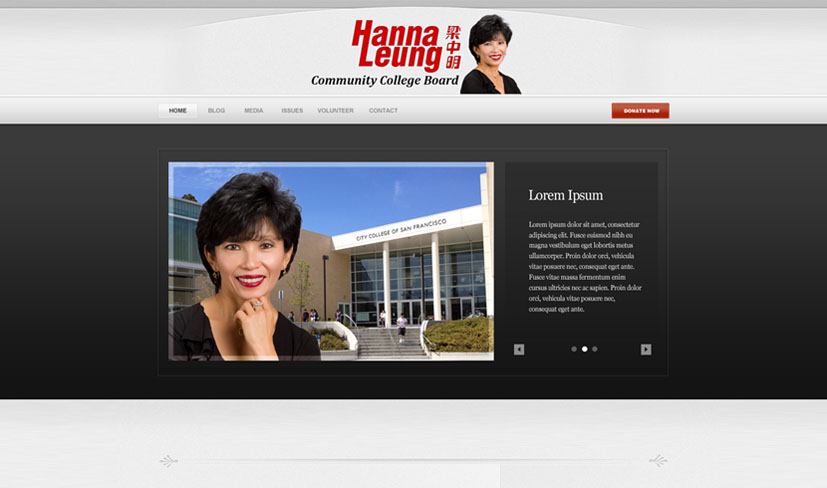 Hanna
Leung
梁中明
Community College Board
HOME BLOG MEDIA ISSUES VOLUNTEER CONTACT
DONATE NOW
CITY COLLEGE OF SAN FRANCISCO
Lorem Ipsum
Lorem ipsum dolor sit amet, consectetur
adipiscing elit. Fusce euismod nibh eu
magna vestibulum eget lobortis metus
ullamcorper. Proin dolor orci, vehicula
vitae posuere nec, consequat eget ante.
Fusce vitae massa fermentum enim
cursus ultricies nec ac sapien. Proin dolor
orci, vehicula vitae posuere nec,
consequat eget ante.